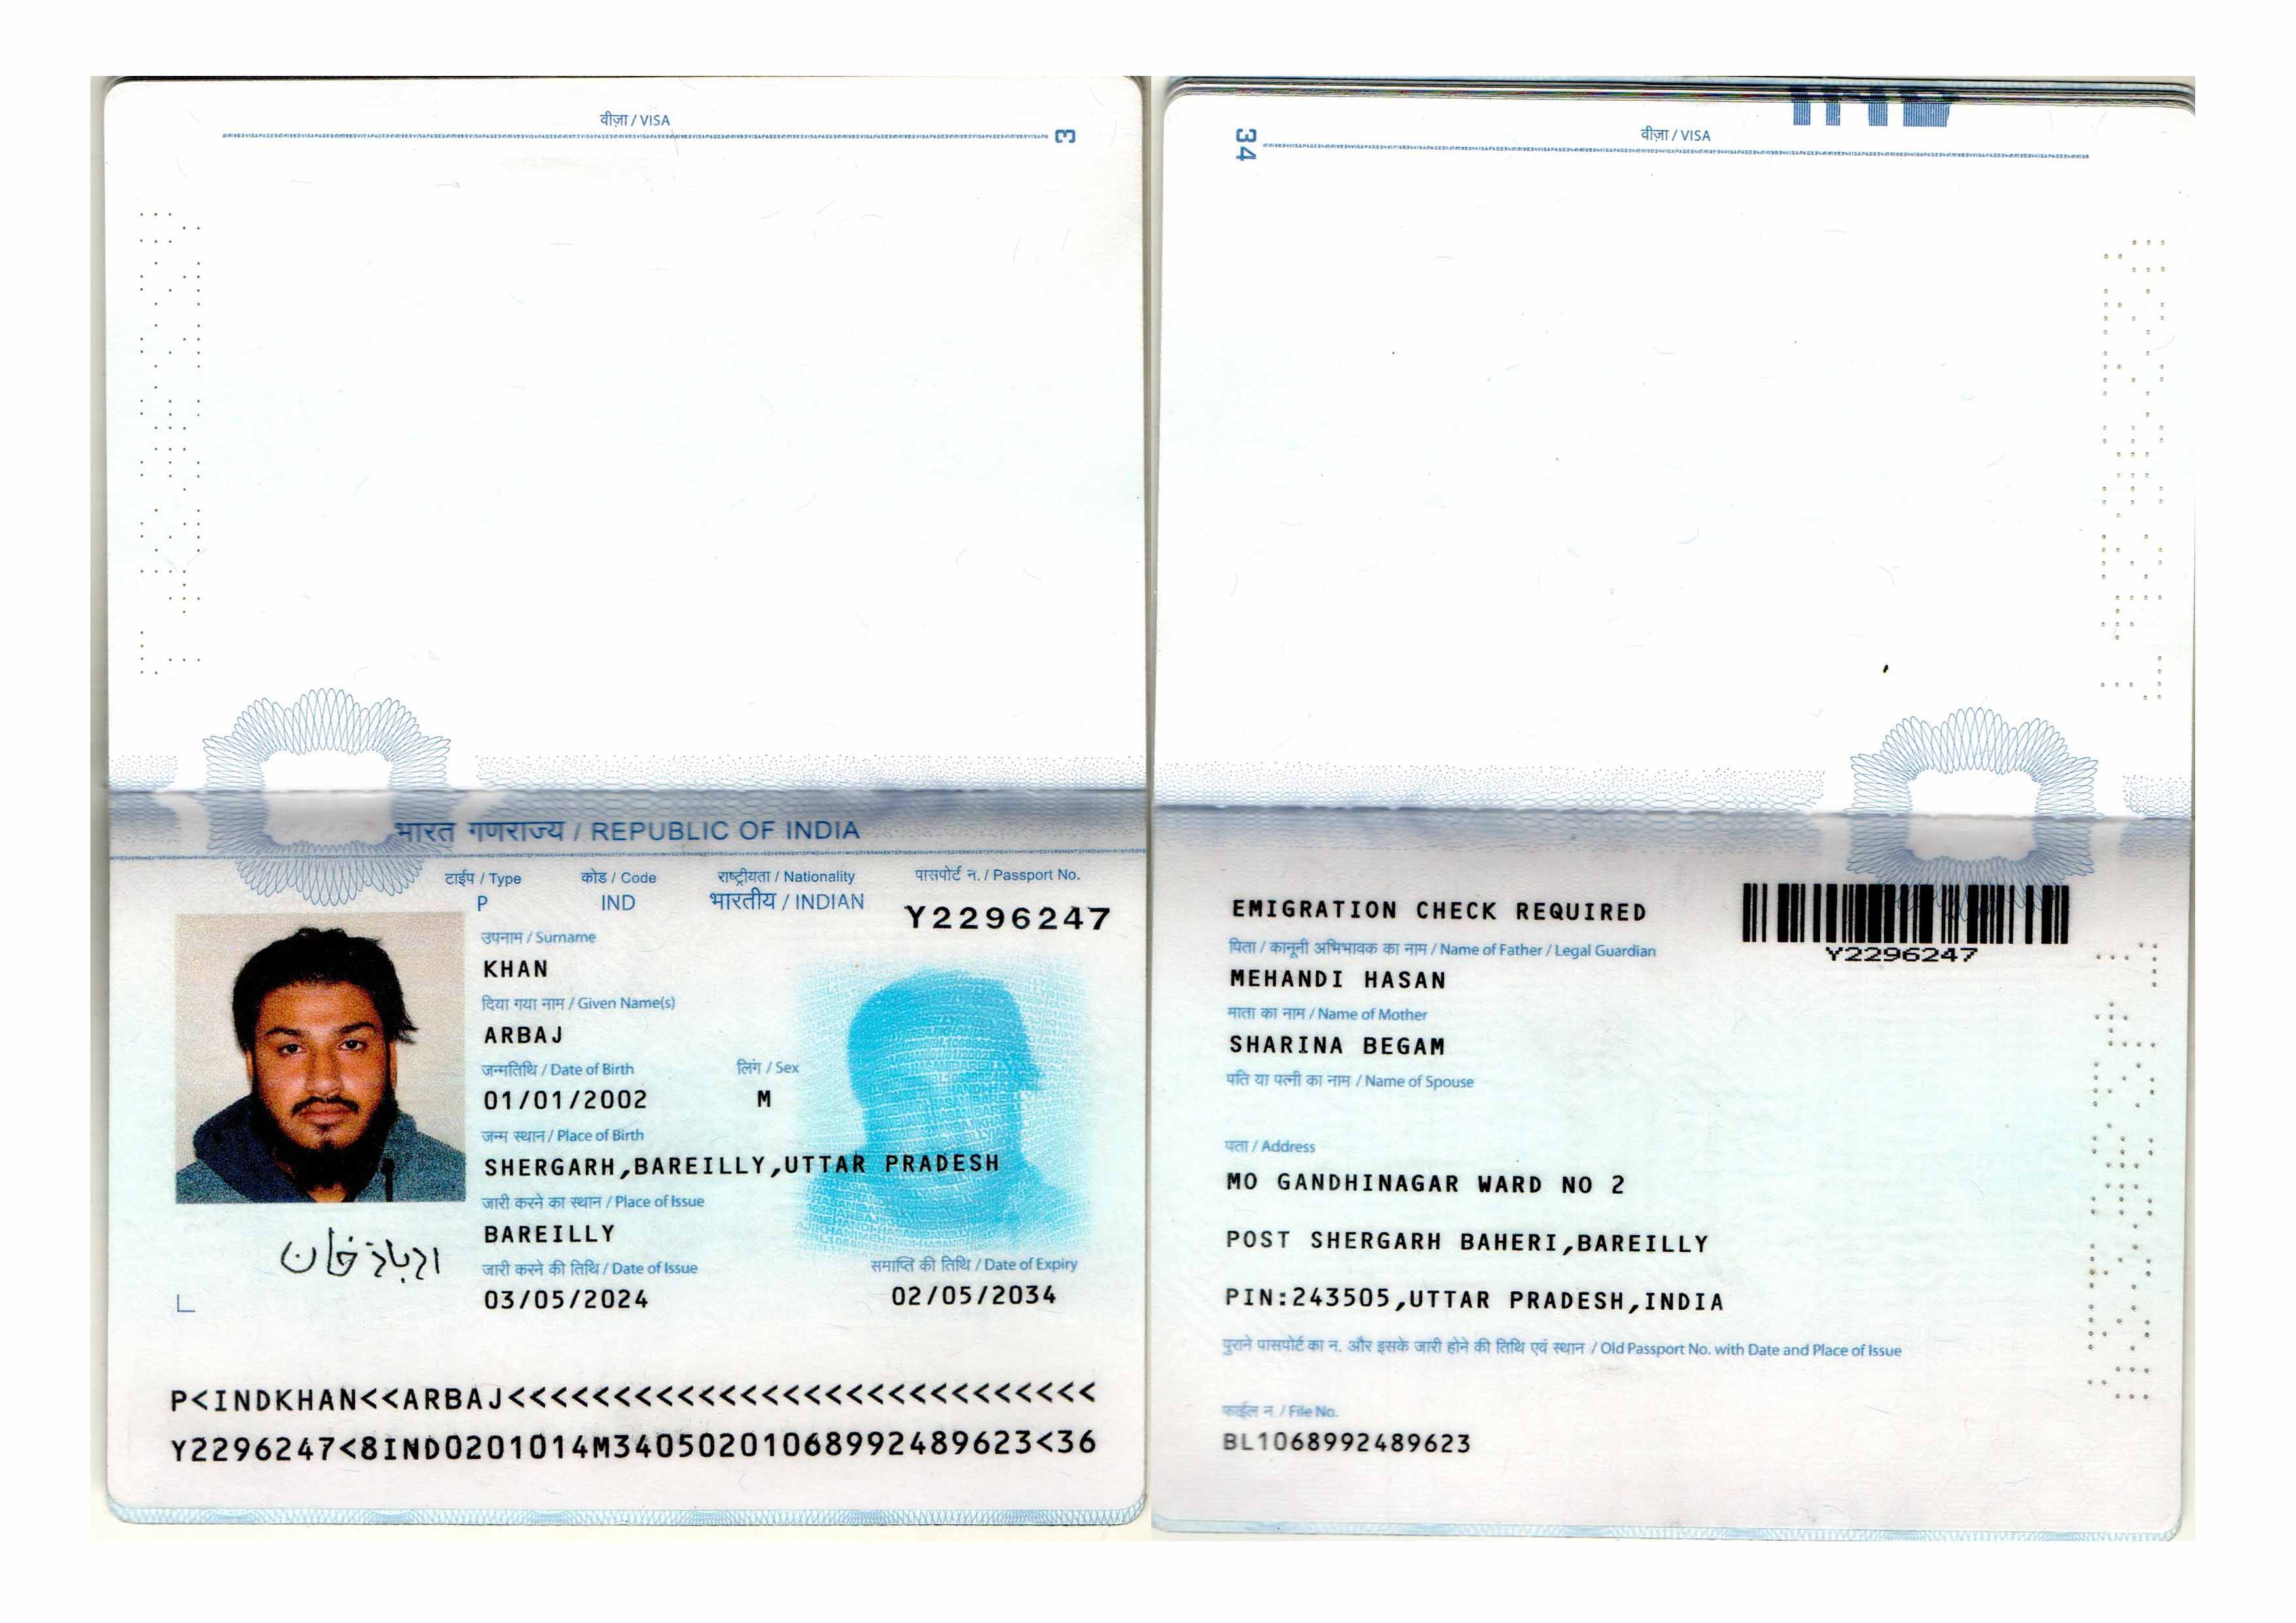 वीज़ा / VISA
3
भारत गणराज्य / REPUBLIC OF INDIA
टाईप / Type
कोड / Code
राष्ट्रीयता / Nationality
पासपोर्ट न. / Passport No.
P
IND
भारतीय / INDIAN
Y2296247
उपनाम / Surname
KHAN
दिया गया नाम / Given Name(s)
ARBAJ
जन्मतिथि / Date of Birth
लिंग / Sex
01/01/2002
M
जन्म स्थान / Place of Birth
SHERGARH,BAREILLY,UTTAR PRADESH
जारी करने का स्थान / Place of Issue
BAREILLY
ارباز خان
जारी करने की तिथि / Date of Issue
समाप्ति की तिथि / Date of Expiry
03/05/2024
02/05/2034
P<INDKHAN<<ARBAJ<<<<<<<<<<<<<<<<<<<<<<<<<<<<
Y2296247<8IND0201014M34050201068992489623<36
34
वीज़ा / VISA
EMIGRATION CHECK REQUIRED
Y2296247
पिता / कानूनी अभिभावक का नाम / Name of Father / Legal Guardian
MEHANDI HASAN
माता का नाम / Name of Mother
SHARINA BEGAM
पति या पत्नी का नाम / Name of Spouse
पता / Address
MO GANDHINAGAR WARD NO 2
POST SHERGARH BAHERI,BAREILLY
PIN:243505,UTTAR PRADESH,INDIA
पुराने पासपोर्ट का न. और इसके जारी होने की तिथि एवं स्थान / Old Passport No. with Date and Place of Issue
फाईल न. / File No.
BL1068992489623